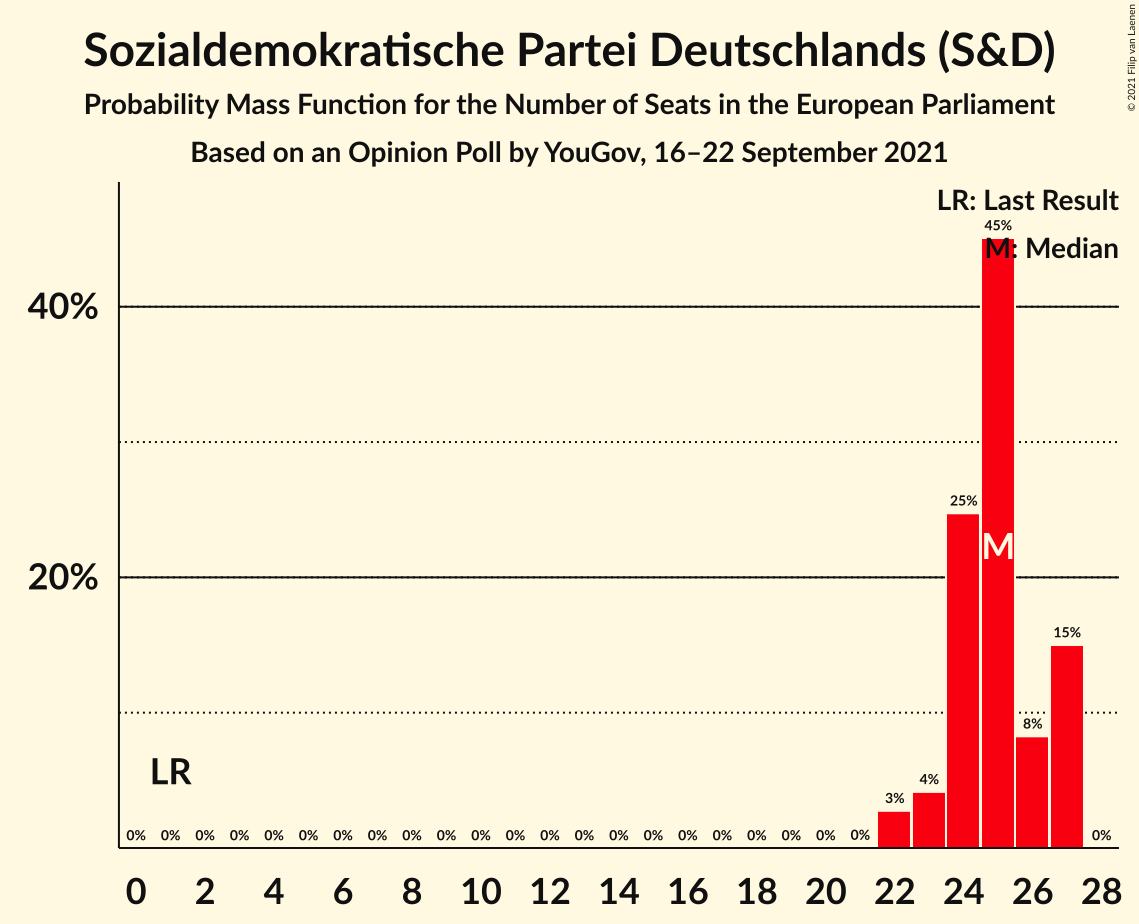 Sozialdemokratische Partei Deutschlands (S&D)
Probability Mass Function for the Number of Seats in the European Parliament
Based on an Opinion Poll by YouGov, 16–22 September 2021
© 2021 Filip van Laenen
LR: Last Result
45%
M: Median
40%
25%
M
20%
15%
8%
LR
4%
3%
0% 0% 0% 0% 0% 0% 0% 0% 0% 0% 0% 0% 0% 0% 0% 0% 0% 0% 0% 0% 0% 0% 0%
0 2 4 6 8 10 12 14 16 18 20 22 24 26 28